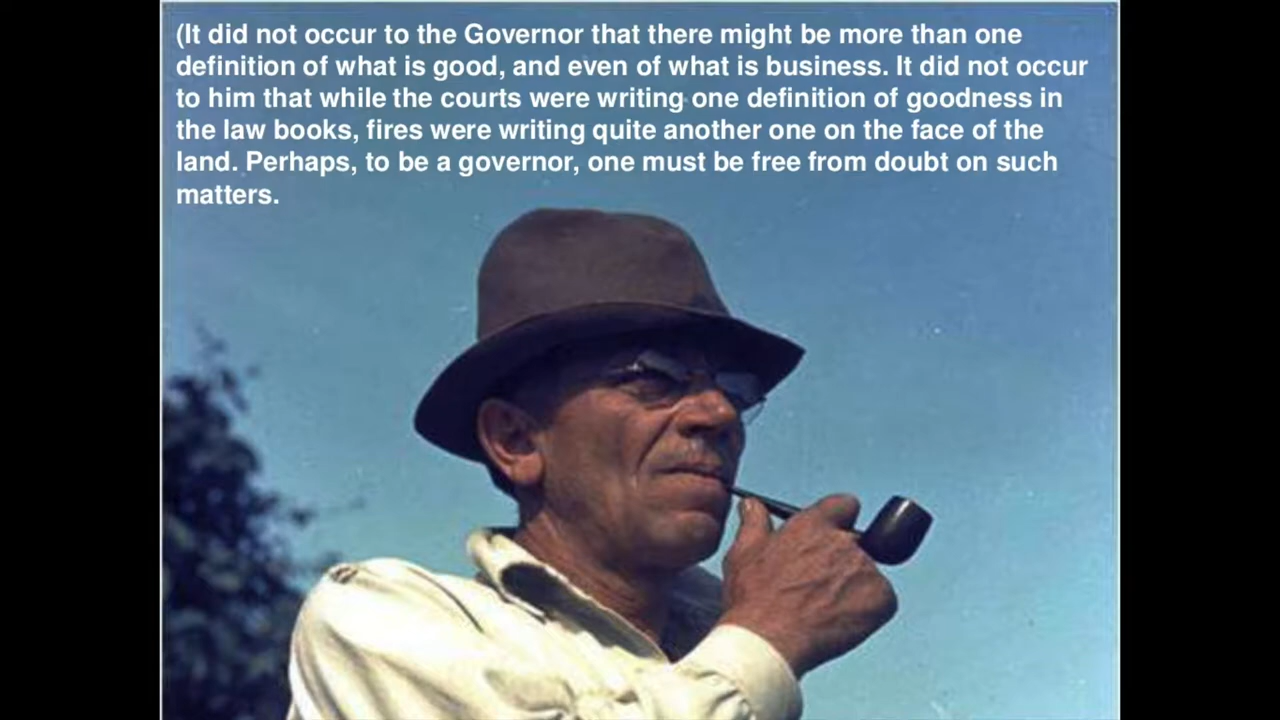 (It did not occur to the Governor that there might be more than one
definition of what is good, and even of what is business. It did not occur
to him that while the courts were writing one definition of goodness in
the law books, fires were writing quite another one on the face of the
land. Perhaps, to be a governor, one must be free from doubt on such
matters.